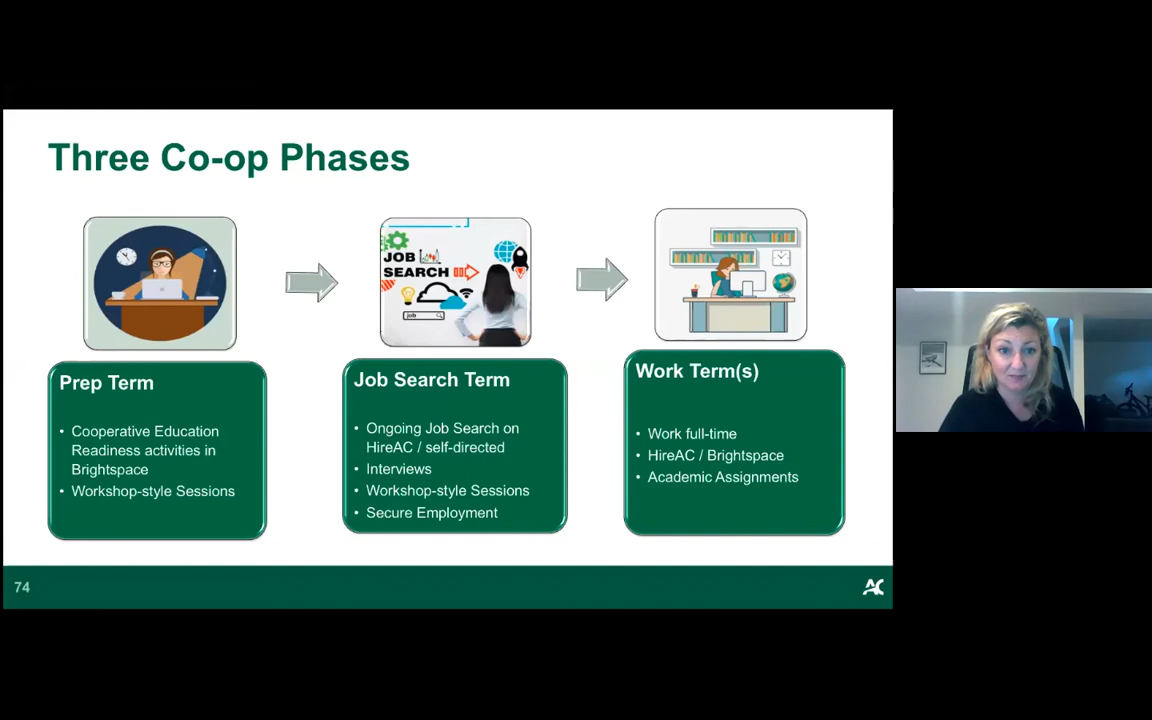 Three Co-op Phases
JOB
SEARCH
job
Prep Term
• Cooperative Education
Readiness activities in
Brightspace
• Workshop-style Sessions
Job Search Term
• Ongoing Job Search on
HireAC / self-directed
• Interviews
• Workshop-style Sessions
• Secure Employment
Work Term(s)
• Work full-time
• HireAC / Brightspace
• Academic Assignments
74
AC